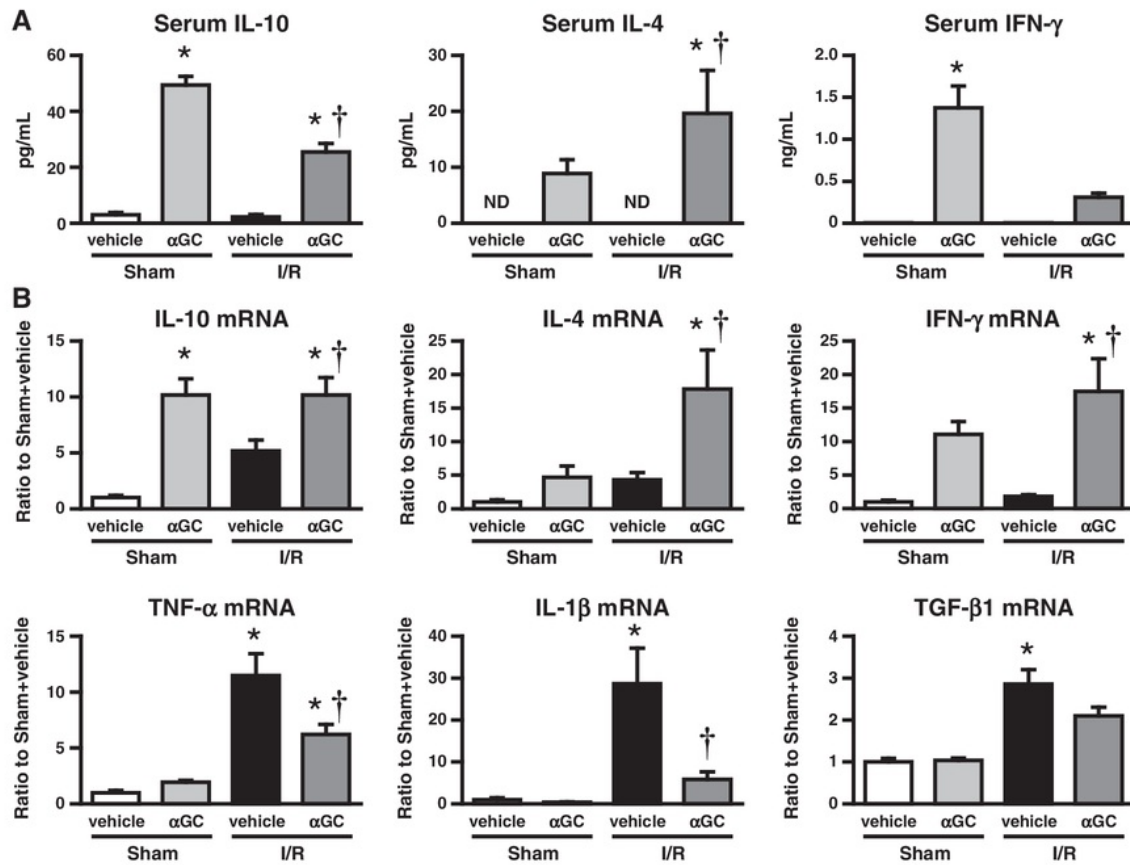 A
Serum IL-10
Serum IL-4
Serum IFN-γ
pg/mL
60
40
20
0
*
* †
vehicle αGC vehicle αGC
Sham I/R
pg/mL
30
20
10
0
ND
ND
* †
vehicle αGC vehicle αGC
Sham I/R
ng/mL
2.0
1.5
1.0
0.5
0.0
*
vehicle αGC vehicle αGC
Sham I/R
B
IL-10 mRNA
IL-4 mRNA
IFN-γ mRNA
Ratio to Sham+vehicle
15
10
5
0
*
* †
vehicle αGC vehicle αGC
Sham I/R
Ratio to Sham+vehicle
25
20
15
10
5
0
* †
vehicle αGC vehicle αGC
Sham I/R
Ratio to Sham+vehicle
25
20
15
10
5
0
* †
vehicle αGC vehicle αGC
Sham I/R
TNF-α mRNA
IL-1β mRNA
TGF-β1 mRNA
Ratio to Sham+vehicle
15
10
5
0
*
* †
vehicle αGC vehicle αGC
Sham I/R
Ratio to Sham+vehicle
40
30
20
10
0
*
†
vehicle αGC vehicle αGC
Sham I/R
Ratio to Sham+vehicle
4
3
2
1
0
*
vehicle αGC vehicle αGC
Sham I/R